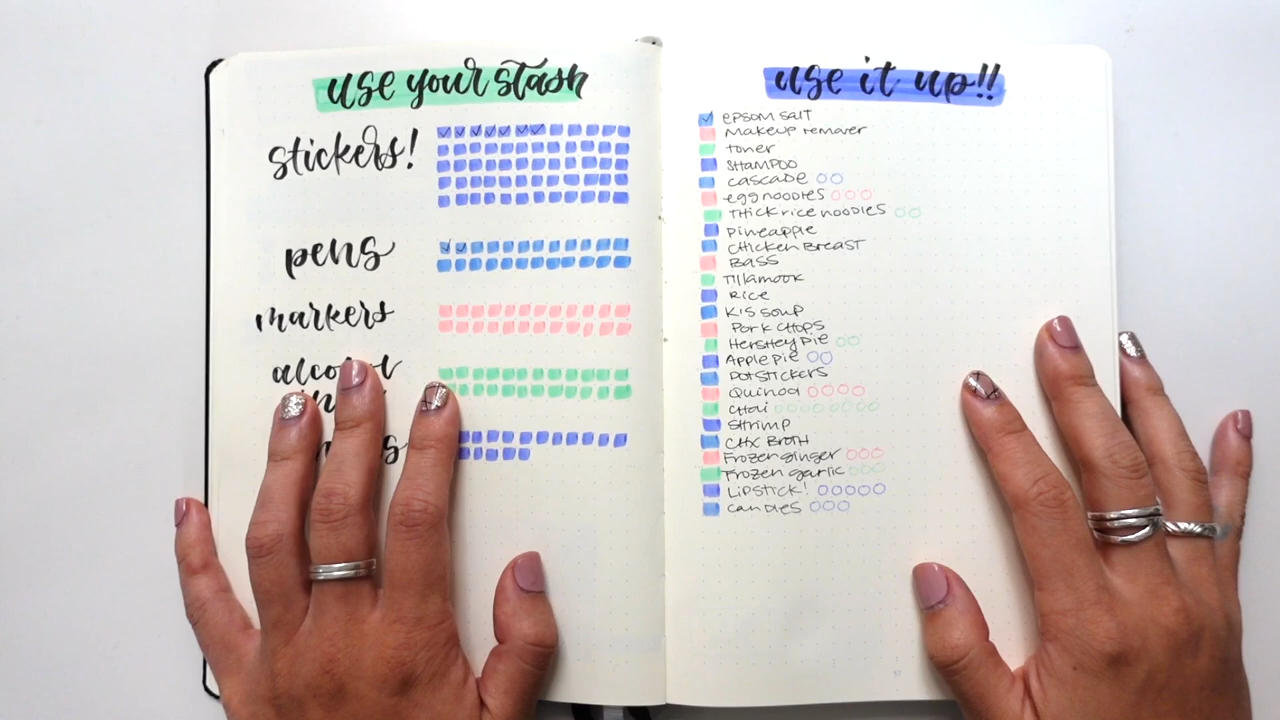 use your stash
stickers!
pens
markers
use it up!!
epsom salt
makeup remover
toner
shampoo
cascade
egg noodles
thick rice noodles
pineapple
chicken breast
Bass
Tillamook
Rice
K's soup
Pork chops
Hershey pie
Apple pie
Potstickers
Quinoa
chai
shrimp
chx broth
Frozen ginger
Frozen garlic
Lipstick!
candles